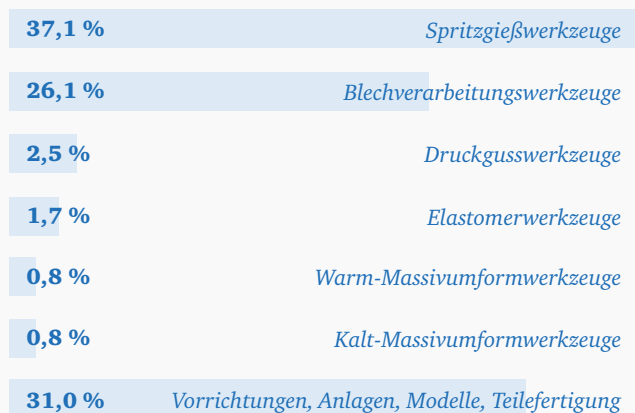 37,1 % Spritzgießwerkzeuge
26,1 % Blechverarbeitungswerkzeuge
2,5 % Druckgusswerkzeuge
1,7 % Elastomerwerkzeuge
0,8 % Warm-Massivumformwerkzeuge
0,8 % Kalt-Massivumformwerkzeuge
31,0 % Vorrichtungen, Anlagen, Modelle, Teilefertigung